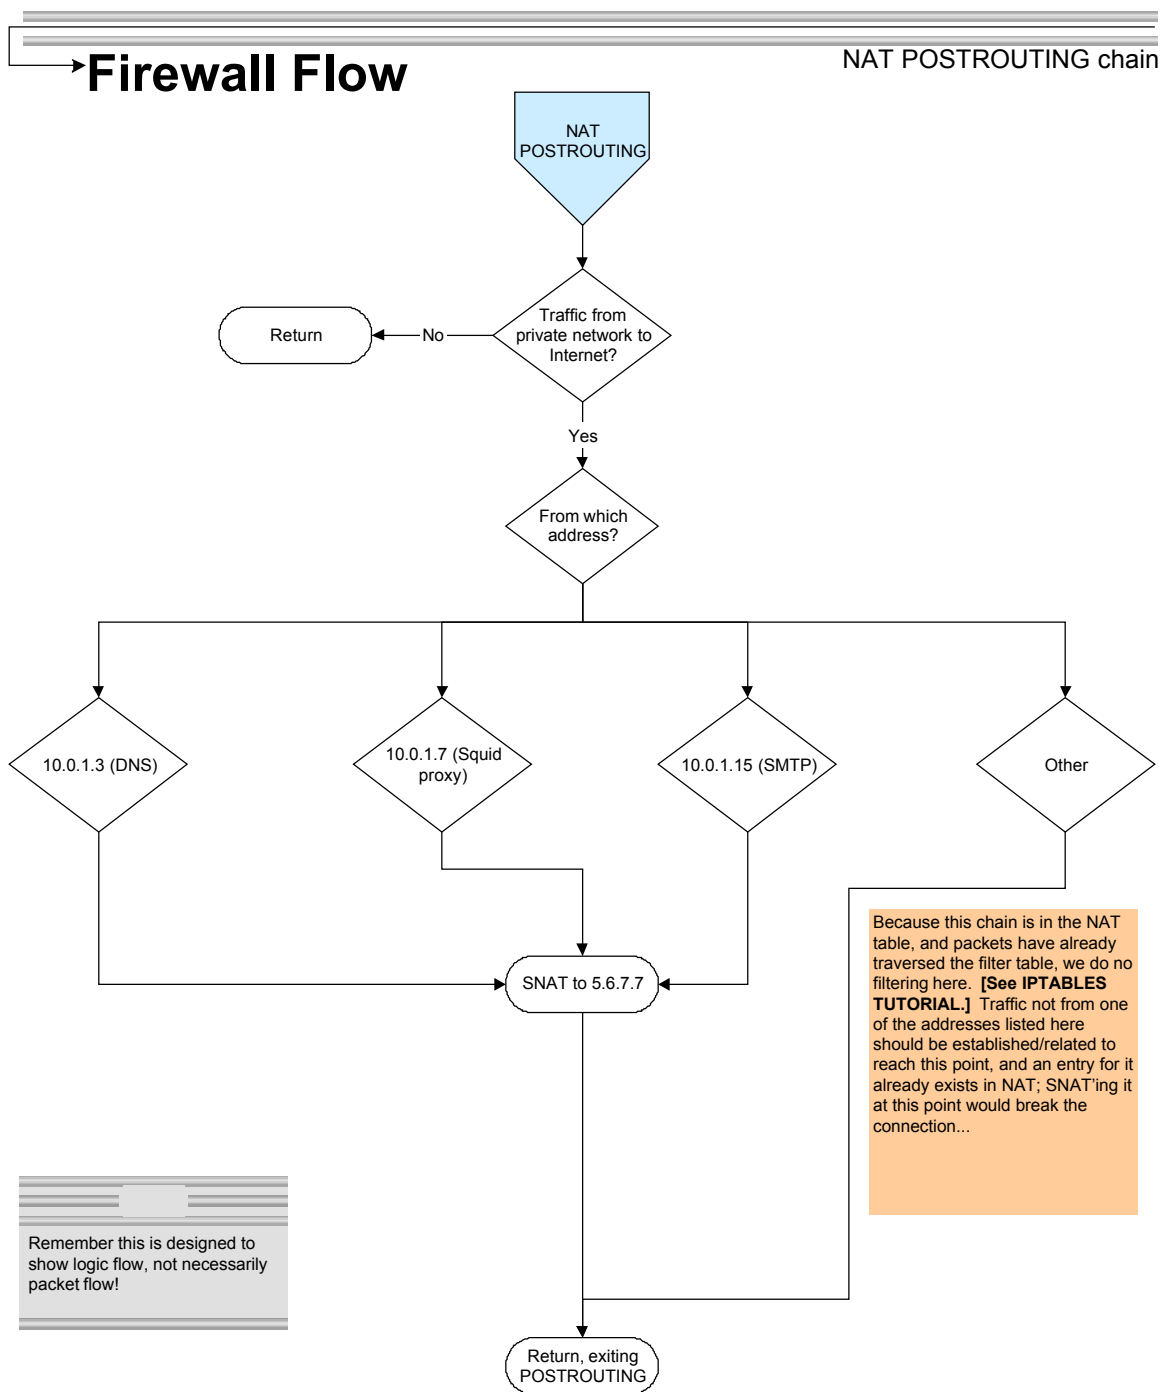 Firewall Flow
NAT POSTROUTING chain
NAT
POSTROUTING
Traffic from
private network to
Internet?
No
Return
Yes
From which
address?
10.0.1.3 (DNS)
10.0.1.7 (Squid
proxy)
10.0.1.15 (SMTP)
Other
SNAT to 5.6.7.7
Because this chain is in the NAT
table, and packets have already
traversed the filter table, we do no
filtering here.  [See IPTABLES
TUTORIAL.]  Traffic not from one
of the addresses listed here
should be established/related to
reach this point, and an entry for it
already exists in NAT; SNAT'ing it
at this point would break the
connection...
Remember this is designed to
show logic flow, not necessarily
packet flow!
Return, exiting
POSTROUTING